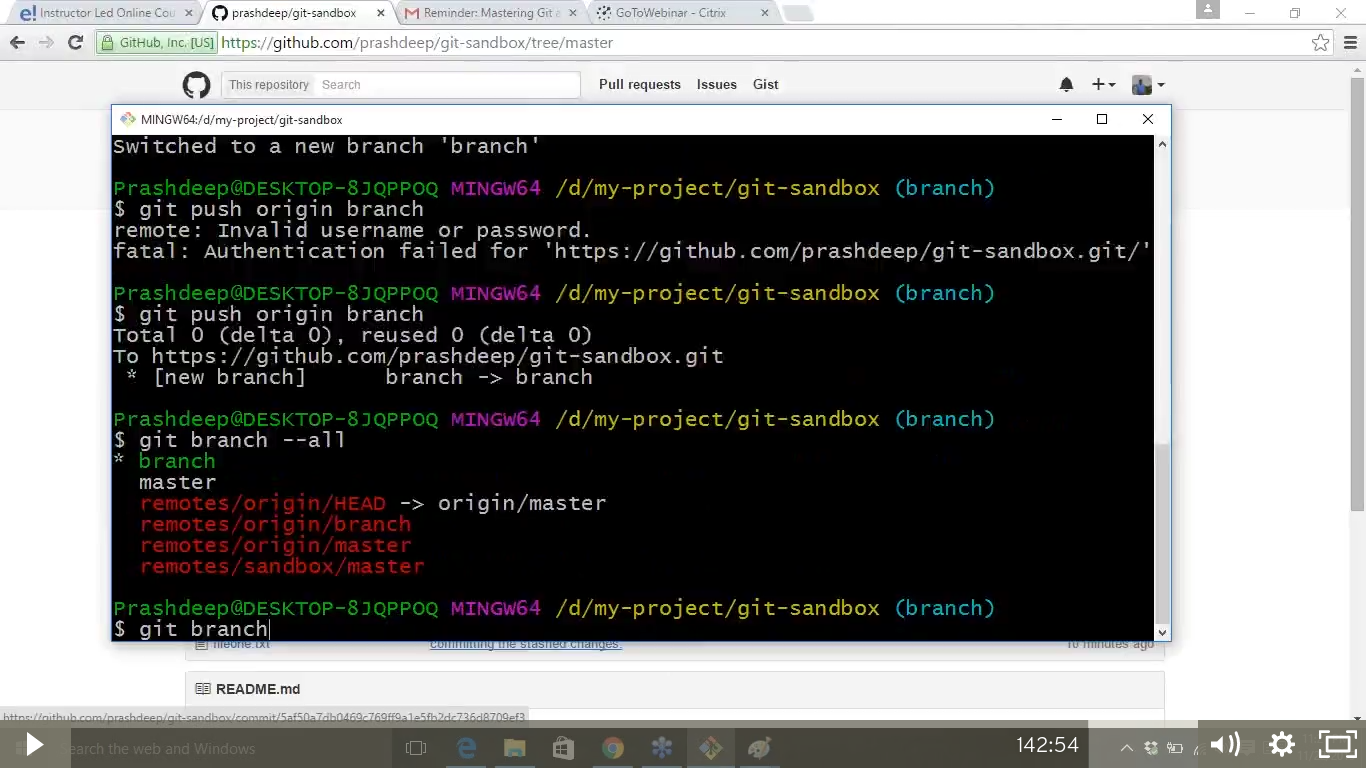 Instructor Led Online Cou
prashdeep/git-sandbox
Reminder: Mastering Git a
GoToWebinar - Citrix
GitHub, Inc. [US] https://github.com/prashdeep/git-sandbox/tree/master
This repository Search Pull requests Issues Gist
MINGW64:/d/my-project/git-sandbox
Switched to a new branch 'branch'
Prashdeep@DESKTOP-8JQPPOQ MINGW64 /d/my-project/git-sandbox (branch)
$ git push origin branch
remote: Invalid username or password.
fatal: Authentication failed for 'https://github.com/prashdeep/git-sandbox.git/'
Prashdeep@DESKTOP-8JQPPOQ MINGW64 /d/my-project/git-sandbox (branch)
$ git push origin branch
Total 0 (delta 0), reused 0 (delta 0)
To https://github.com/prashdeep/git-sandbox.git
* [new branch] branch -> branch
Prashdeep@DESKTOP-8JQPPOQ MINGW64 /d/my-project/git-sandbox (branch)
$ git branch --all
* branch
master
remotes/origin/HEAD -> origin/master
remotes/origin/branch
remotes/origin/master
remotes/sandbox/master
Prashdeep@DESKTOP-8JQPPOQ MINGW64 /d/my-project/git-sandbox (branch)
$ git branch
fileone.txt committing the stashed changes. 10 minutes ago
README.md
https://github.com/prashdeep/git-sandbox/commit/5af50a7db0469c769ff9a1e5fb2dc736d8709ef3
Search the web and Windows
142:54